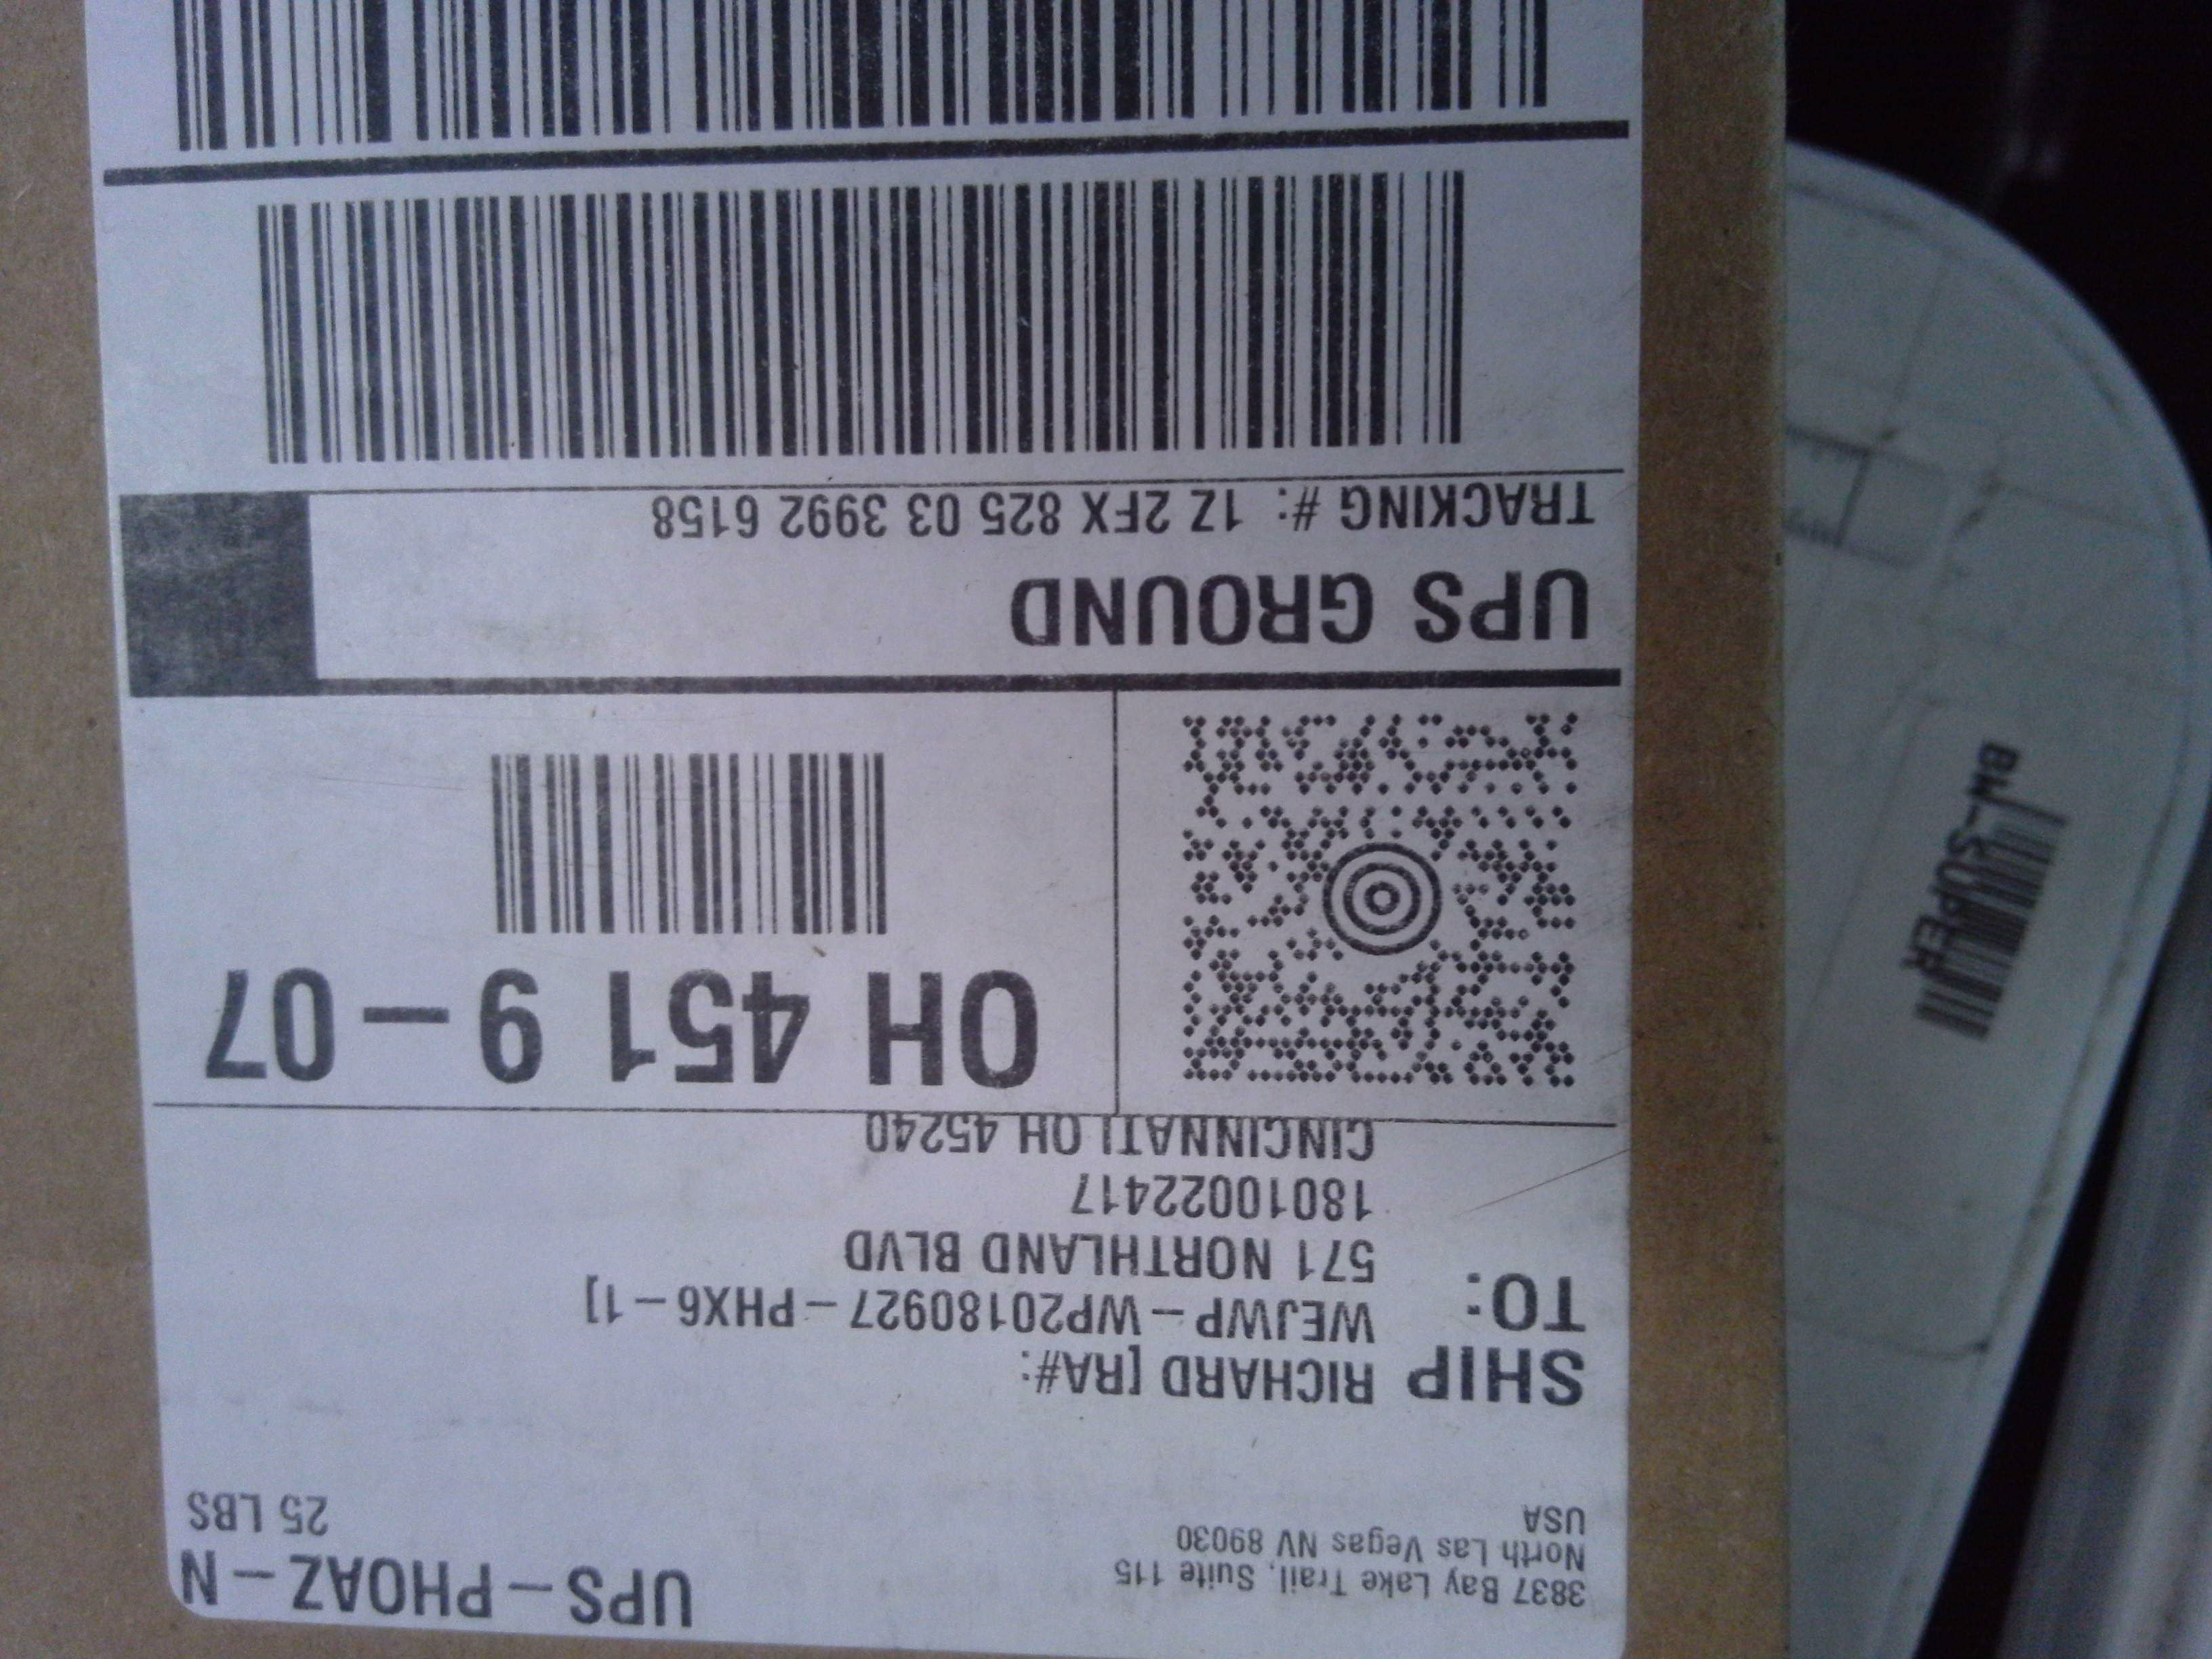 3837 Bay Lake Trail, Suite 115
North Las Vegas NV 89030
USA
UPS-PHOAZ-N
25 LBS
SHIP
TO:
RICHARD [RA#:
WEJWP-WP20180927-PHX6-1]
571 NORTHLAND BLVD
18010022417
CINCINNATI OH 45240
OH 451 9-07
UPS GROUND
TRACKING #: 1Z 2FX 825 03 3992 6158
BW-SUPER